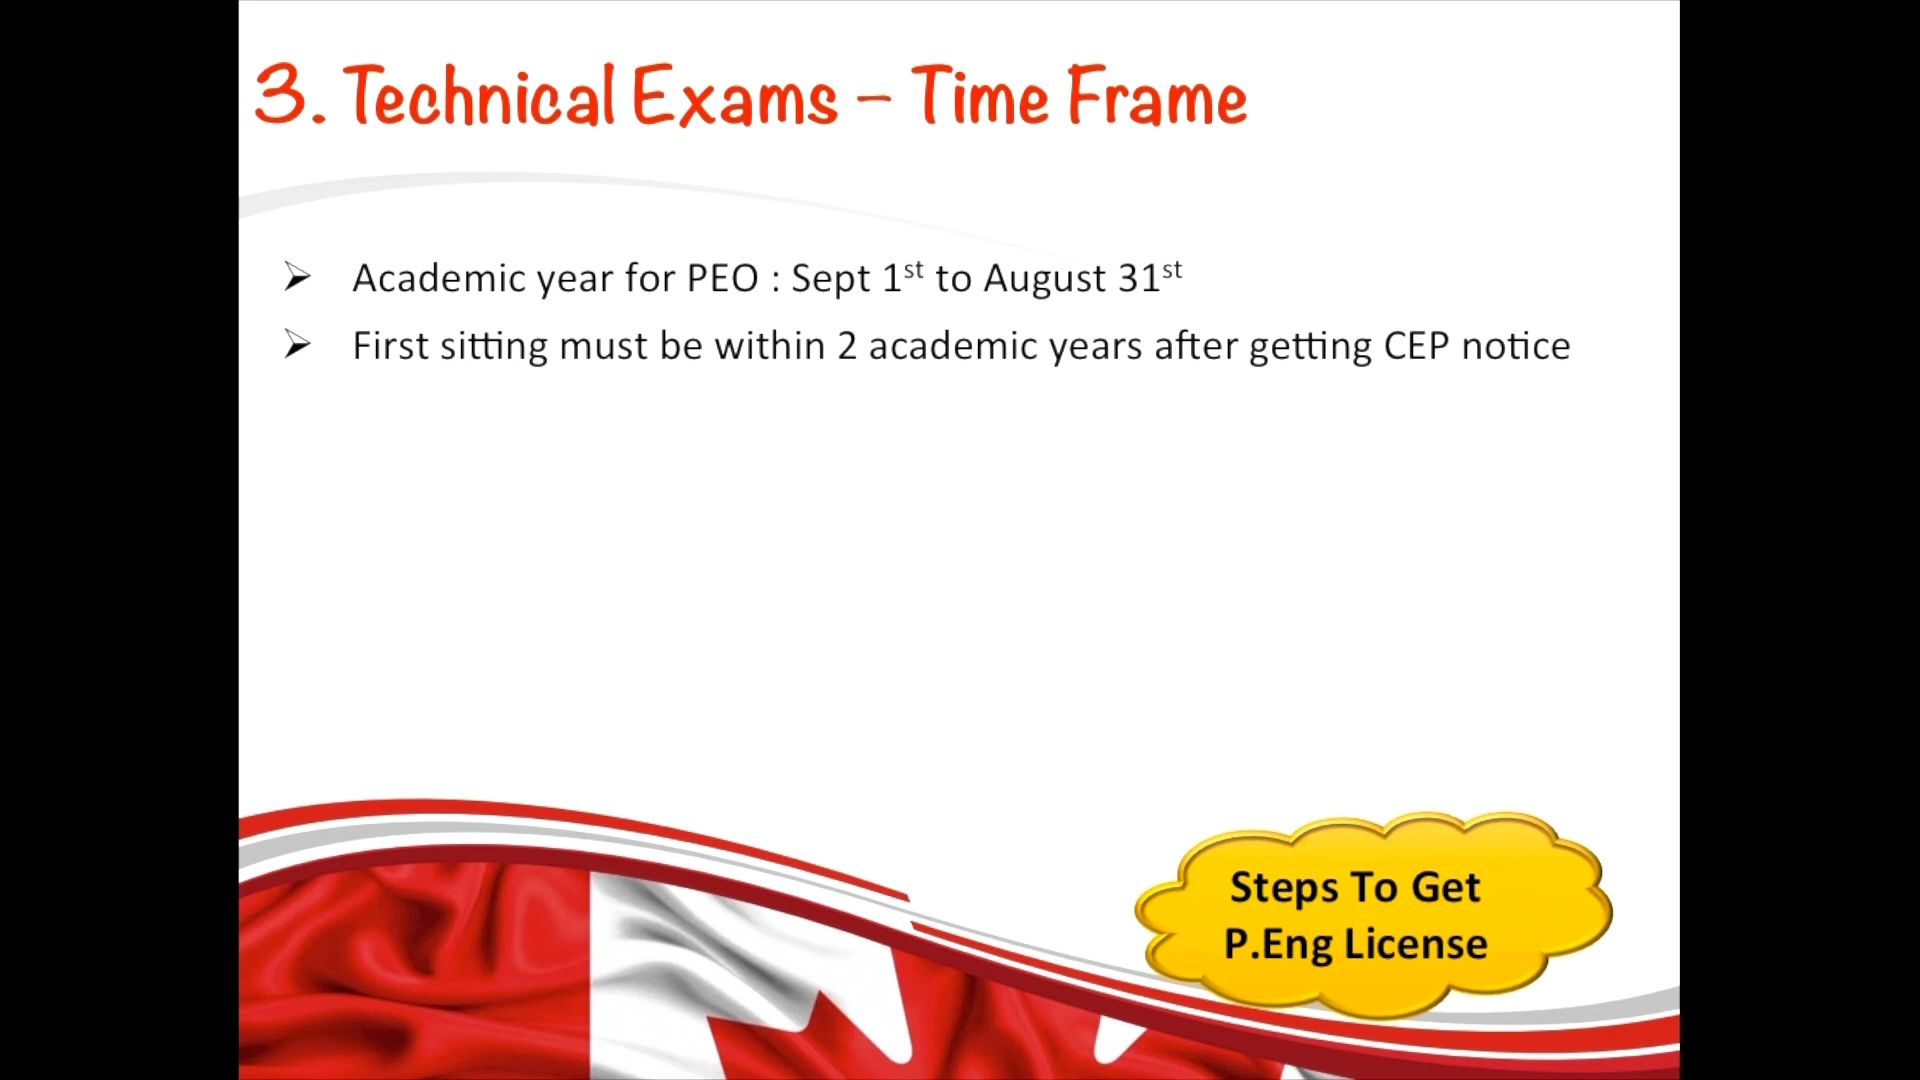 3. Technical Exams – Time Frame
➢ Academic year for PEO : Sept 1st to August 31st
➢ First sitting must be within 2 academic years after getting CEP notice
Steps To Get
P.Eng License